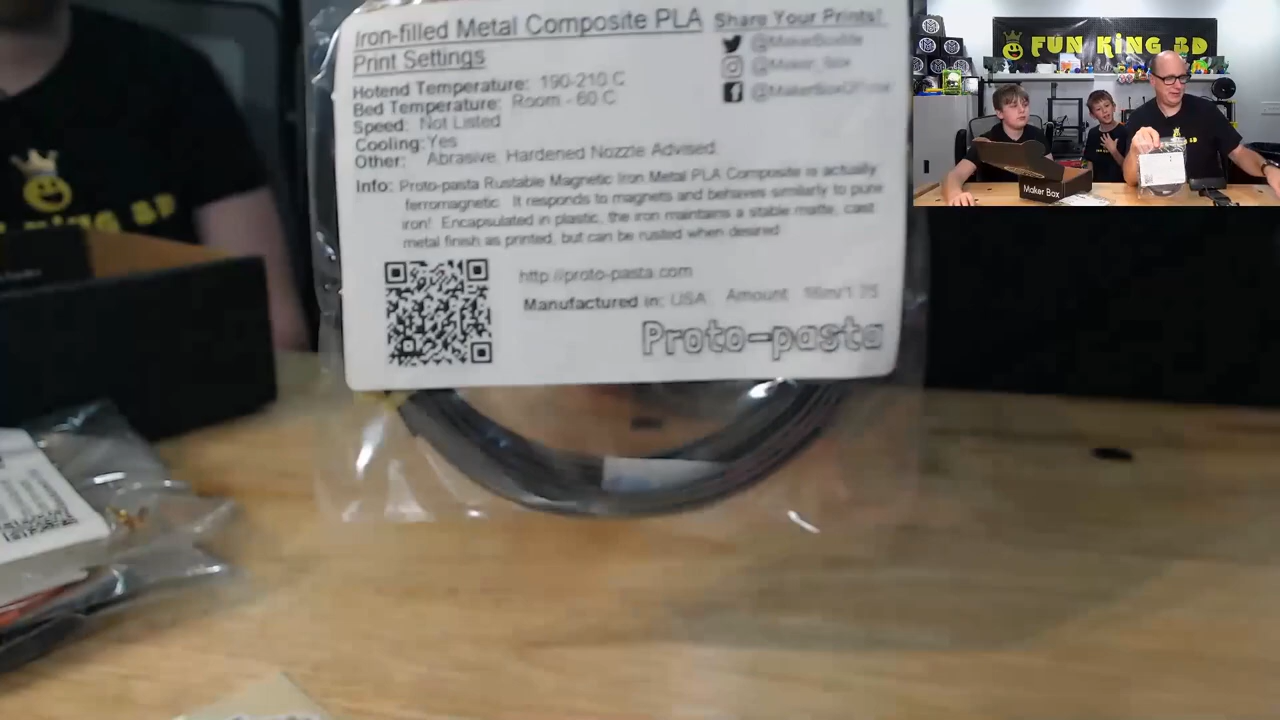 Iron-filled Metal Composite PLA
Print Settings
Hotend Temperature: 190-210 C
Bed Temperature: Room - 60 C
Speed: Not Listed
Cooling: Yes
Other: Abrasive, Hardened Nozzle Advised
Info: Proto-pasta Rustable Magnetic Iron Metal PLA Composite is actually
ferromagnetic. It responds to magnets and behaves similarly to pure
iron! Encapsulated in plastic, the iron maintains a stable matte, cast
metal finish as printed, but can be rusted when desired
http://proto-pasta.com
Manufactured in: USA Amount
Proto-pasta
Share Your Prints!
FUN KING 3D
Maker Box